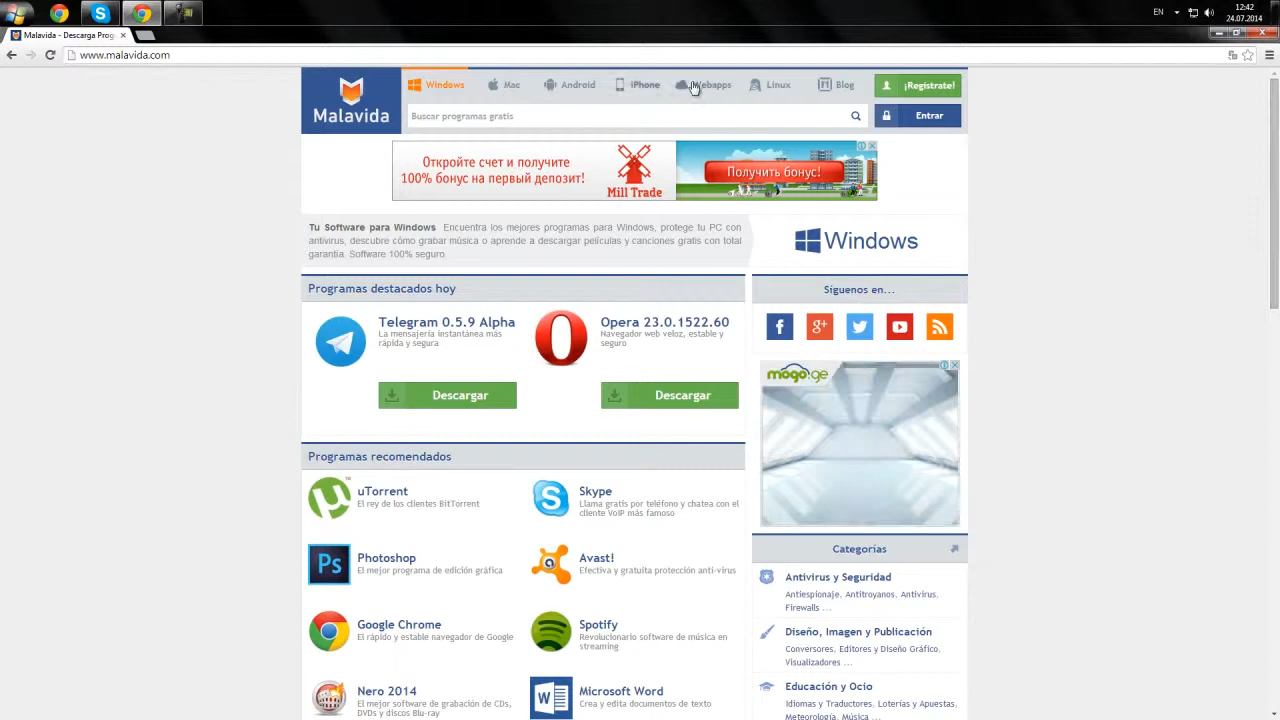 12:42
EN
24.07.2014
Malavida - Descarga Prog
www.malavida.com
Malavida
Windows
Mac
Android
iPhone
Webapps
Linux
Blog
¡Regístrate!
Buscar programas gratis
Entrar
Откройте счет и получите
100% бонус на первый депозит!
Mill Trade
Получить бонус!
Tu Software para Windows Encuentra los mejores programas para Windows, protege tu PC con
antivirus, descubre cómo grabar música o aprende a descargar películas y canciones gratis con total
garantía. Software 100% seguro
Windows
Programas destacados hoy
Síguenos en...
Telegram 0.5.9 Alpha
La mensajería instantánea más
rápida y segura
Descargar
Opera 23.0.1522.60
Navegador web veloz, estable y
seguro
Descargar
mogo.ge
Programas recomendados
uTorrent
El rey de los clientes BitTorrent
Skype
Llama gratis por teléfono y chatea con el
cliente VoIP más famoso
Photoshop
El mejor programa de edición gráfica
Avast!
Efectiva y gratuita protección anti-virus
Google Chrome
El rápido y estable navegador de Google
Spotify
Revolucionario software de música en
streaming
Nero 2014
El mejor software de grabación de CDs,
DVDs y discos Blu-ray
Microsoft Word
Crea y edita documentos de texto
Categorías
Antivirus y Seguridad
Antiespionaje, Antitroyanos, Antivirus,
Firewalls ...
Diseño, Imagen y Publicación
Conversores, Editores y Diseño Gráfico,
Visualizadores ...
Educación y Ocio
Idiomas y Traductores, Loterías y Apuestas,
Meteorología, Música ...